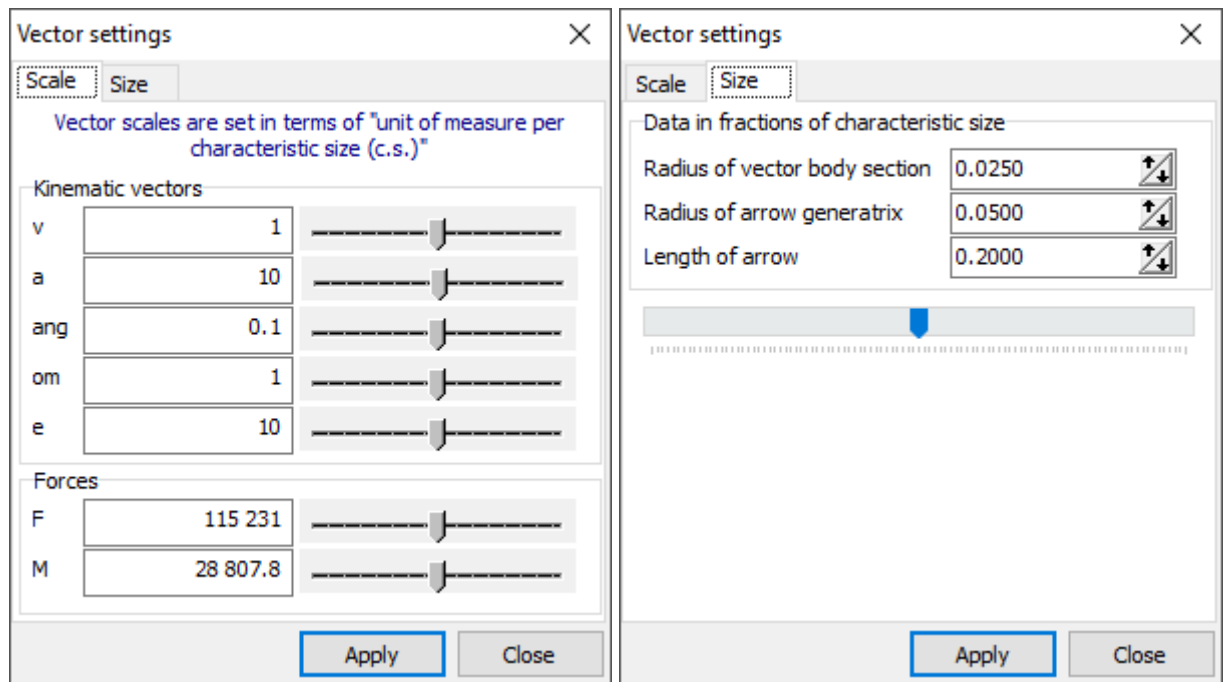 Vector settings
Scale
Size
Vector scales are set in terms of "unit of measure per
characteristic size (c.s.)"
Kinematic vectors
v 1
a 10
ang 0.1
om 1
e 10
Forces
F 115 231
M 28 807.8
Apply Close
Vector settings
Scale
Size
Data in fractions of characteristic size
Radius of vector body section 0.0250
Radius of arrow generatrix 0.0500
Length of arrow 0.2000
Apply Close